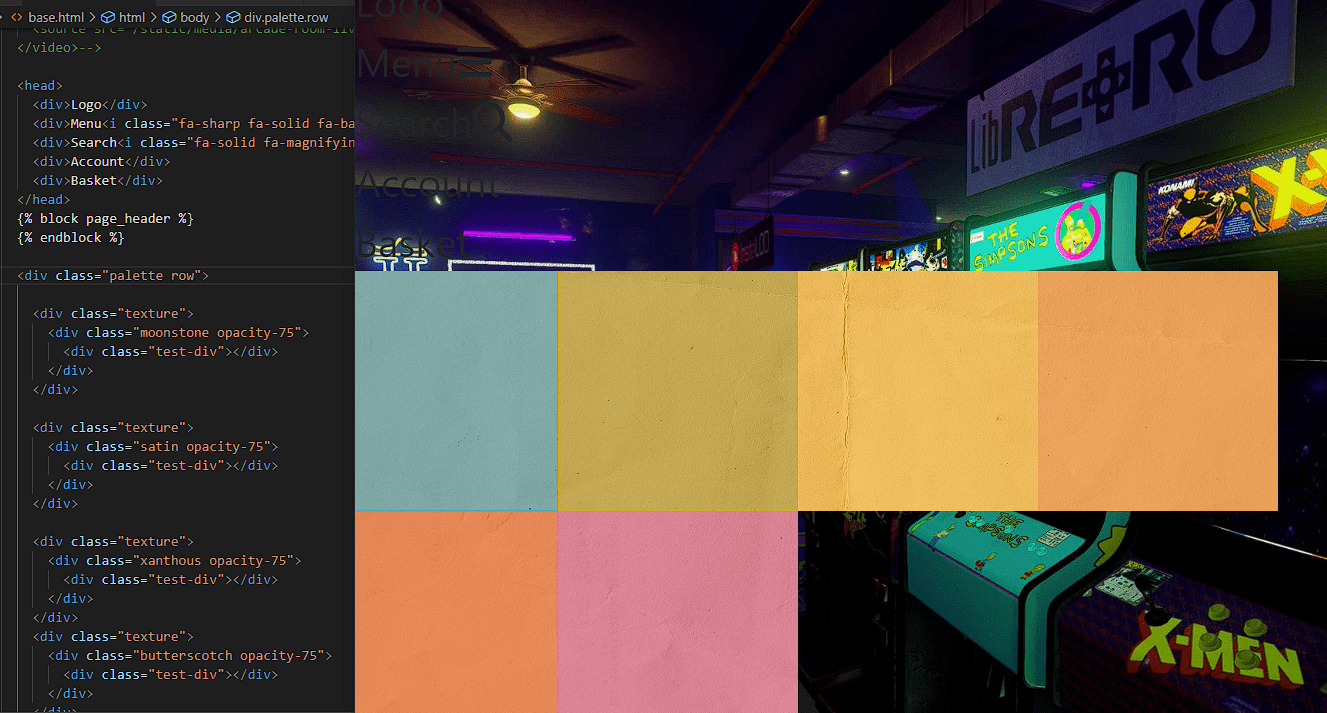 base.html > html > body > div.palette.row
<source src="/static/media/arcade-room-liv
</video>-->
<head>
<div>Logo</div>
<div>Menu<i class="fa-sharp fa-solid fa-ba
<div>Search<i class="fa-solid fa-magnifyin
<div>Account</div>
<div>Basket</div>
</head>
{% block page_header %}
{% endblock %}
<div class="palette row">
<div class="texture">
<div class="moonstone opacity-75">
<div class="test-div"></div>
</div>
</div>
<div class="texture">
<div class="satin opacity-75">
<div class="test-div"></div>
</div>
</div>
<div class="texture">
<div class="xanthous opacity-75">
<div class="test-div"></div>
</div>
</div>
<div class="texture">
<div class="butterscotch opacity-75">
<div class="test-div"></div>
</div>
</div>
Logo
Menu
Search
Account
Basket
LibRETRO
KONAMI
X-M
THE
SIMPSONS
THE
SIMPSONS
X-MEN